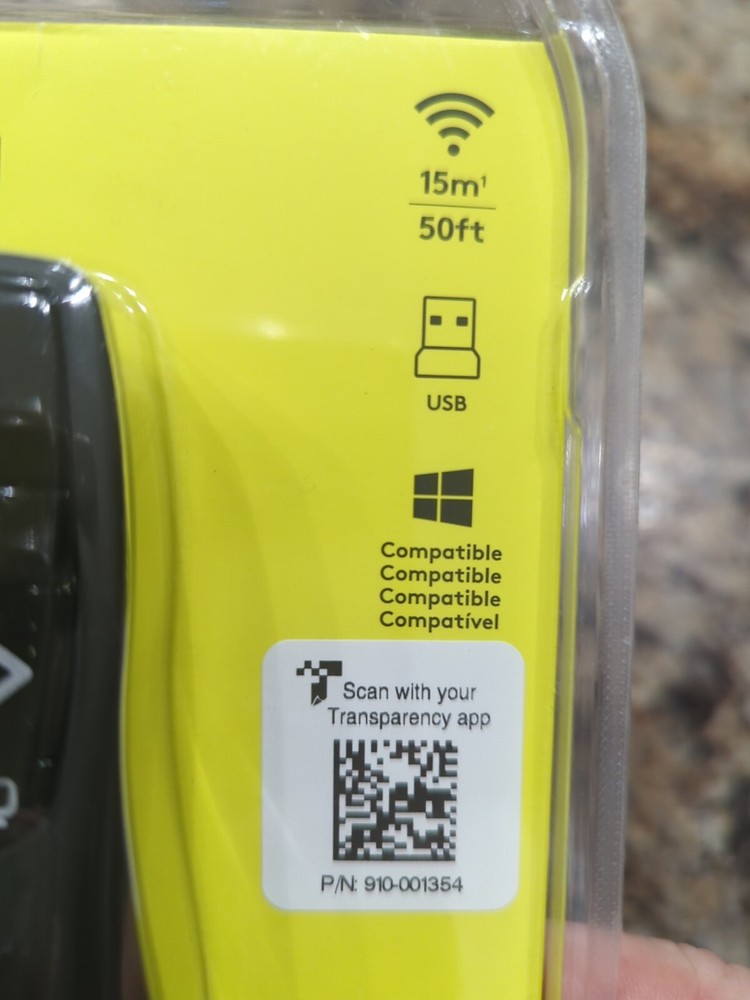 15m¹
50ft
USB
Compatible
Compatible
Compatible
Compatível
Scan with your
Transparency app
P/N: 910-001354